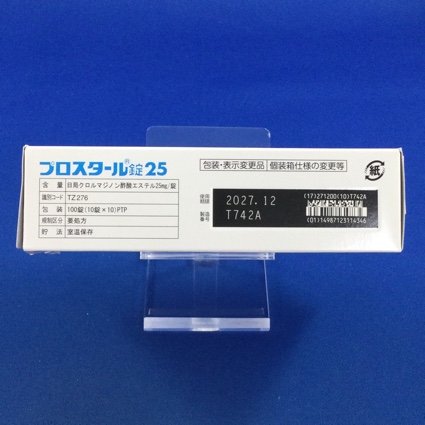 プロスタール®錠25
含 量 日局クロルマジノン酢酸エステル25mg/錠
識別コード TZ276
包 装 100錠(10錠×10)PTP
規制区分 要処方
貯 法 室温保存
包装・表示変更品 個装箱仕様の変更等
紙
使用期限 2027.12
製造番号 T742A
(17)271200(10)T742A
(01)14987123114346